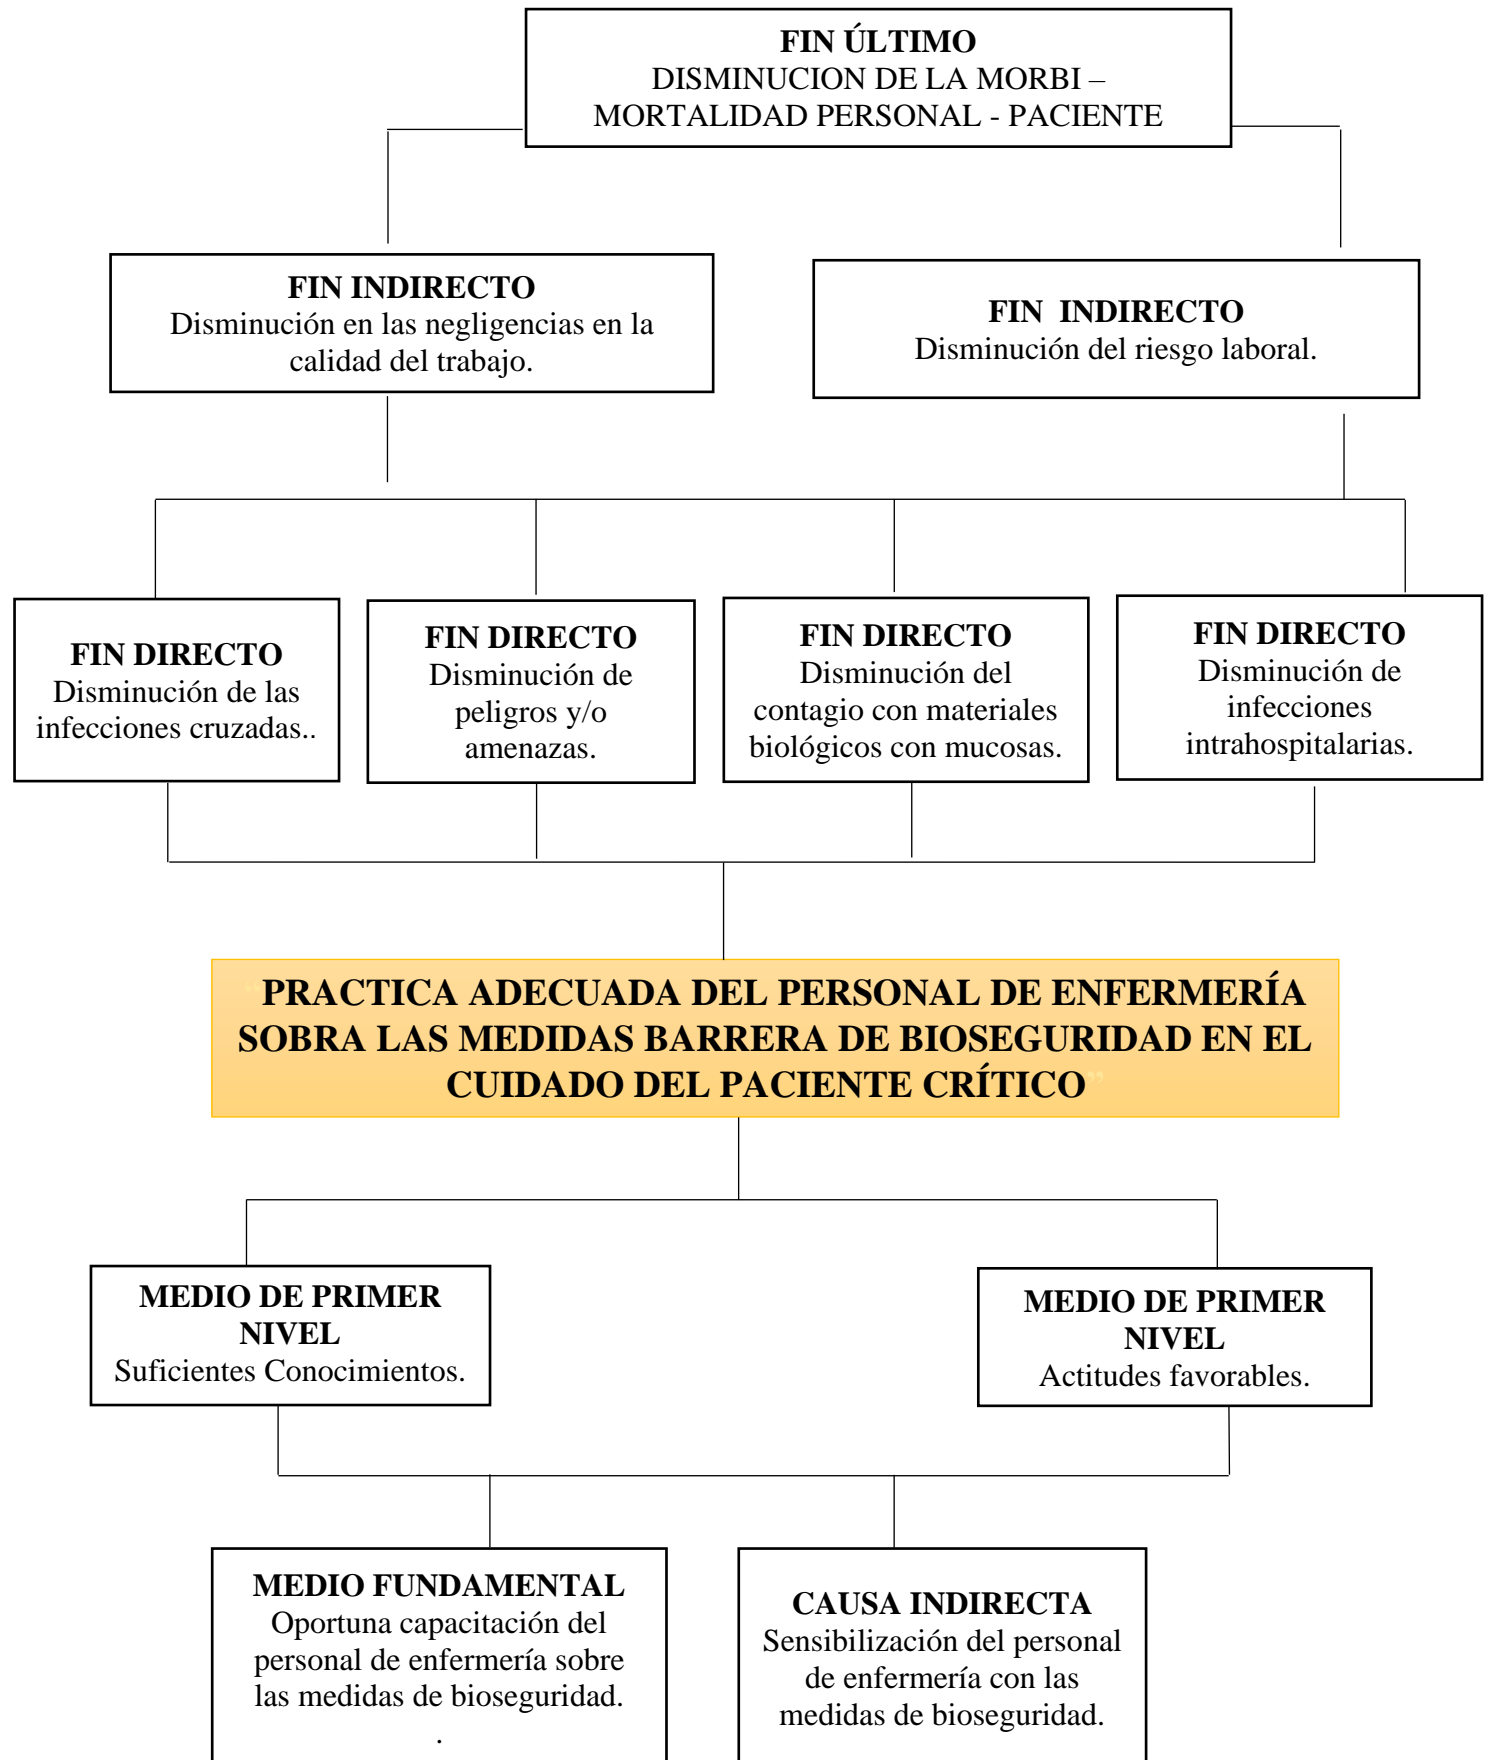 FIN ÚLTIMO
DISMINUCION DE LA MORBI –
MORTALIDAD PERSONAL - PACIENTE
FIN INDIRECTO
Disminución en las negligencias en la
calidad del trabajo.
FIN INDIRECTO
Disminución del riesgo laboral.
FIN DIRECTO
Disminución de las
infecciones cruzadas..
FIN DIRECTO
Disminución de
peligros y/o
amenazas.
FIN DIRECTO
Disminución del
contagio con materiales
biológicos con mucosas.
FIN DIRECTO
Disminución de
infecciones
intrahospitalarias.
“PRACTICA ADECUADA DEL PERSONAL DE ENFERMERÍA
SOBRA LAS MEDIDAS BARRERA DE BIOSEGURIDAD EN EL
CUIDADO DEL PACIENTE CRÍTICO”
MEDIO DE PRIMER
NIVEL
Suficientes Conocimientos.
MEDIO DE PRIMER
NIVEL
Actitudes favorables.
MEDIO FUNDAMENTAL
Oportuna capacitación del
personal de enfermería sobre
las medidas de bioseguridad.
.
CAUSA INDIRECTA
Sensibilización del personal
de enfermería con las
medidas de bioseguridad.